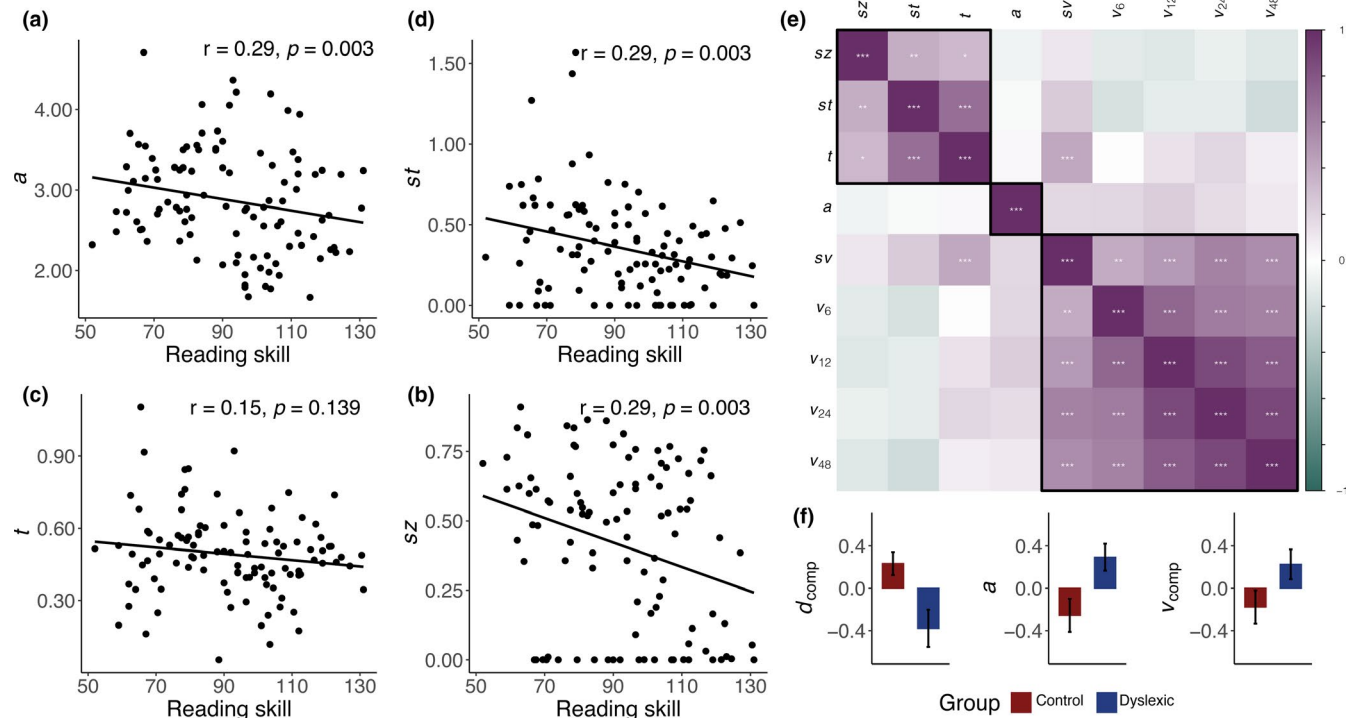 (a)
r = 0.29, p = 0.003
a
4.00
3.00
2.00
50 70 90 110 130
Reading skill
(d)
r = 0.29, p = 0.003
st
1.50
1.00
0.50
0.00
50 70 90 110 130
Reading skill
(c)
r = 0.15, p = 0.139
t
0.90
0.60
0.30
50 70 90 110 130
Reading skill
(b)
r = 0.29, p = 0.003
sz
0.75
0.50
0.25
0.00
50 70 90 110 130
Reading skill
(e)
sz st t a sv v6 v12 v24 v48
sz *** ** *
st ** *** ***
t * *** *** ***
a ***
sv *** *** ** *** *** ***
v6 ** *** *** *** ***
v12 *** *** *** *** ***
v24 *** *** *** *** ***
v48 *** *** *** *** ***
1
0
−1
(f)
dcomp
0.4
0.0
−0.4
a
0.4
0.0
−0.4
vcomp
0.4
0.0
−0.4
Group Control Dyslexic